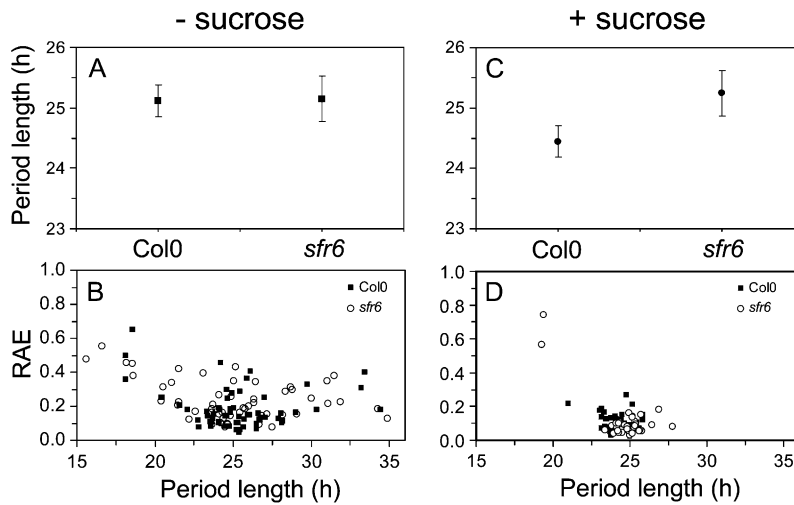 - sucrose
+ sucrose
A
Period length (h)
26
25
24
23
Col0
sfr6
C
26
25
24
23
Col0
sfr6
B
RAE
1.0
0.8
0.6
0.4
0.2
0.0
Col0
sfr6
15
20
25
30
35
Period length (h)
D
1.0
0.8
0.6
0.4
0.2
0.0
Col0
sfr6
15
20
25
30
35
Period length (h)